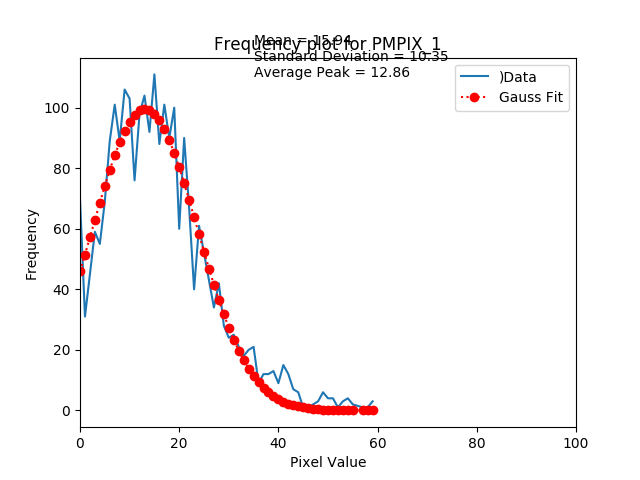 Mean = 15.94
Frequency plot for PMPIX_1
Standard Deviation = 10.35
Average Peak = 12.86
)Data
Gauss Fit
Frequency
100
80
60
40
20
0
0 20 40 60 80 100
Pixel Value